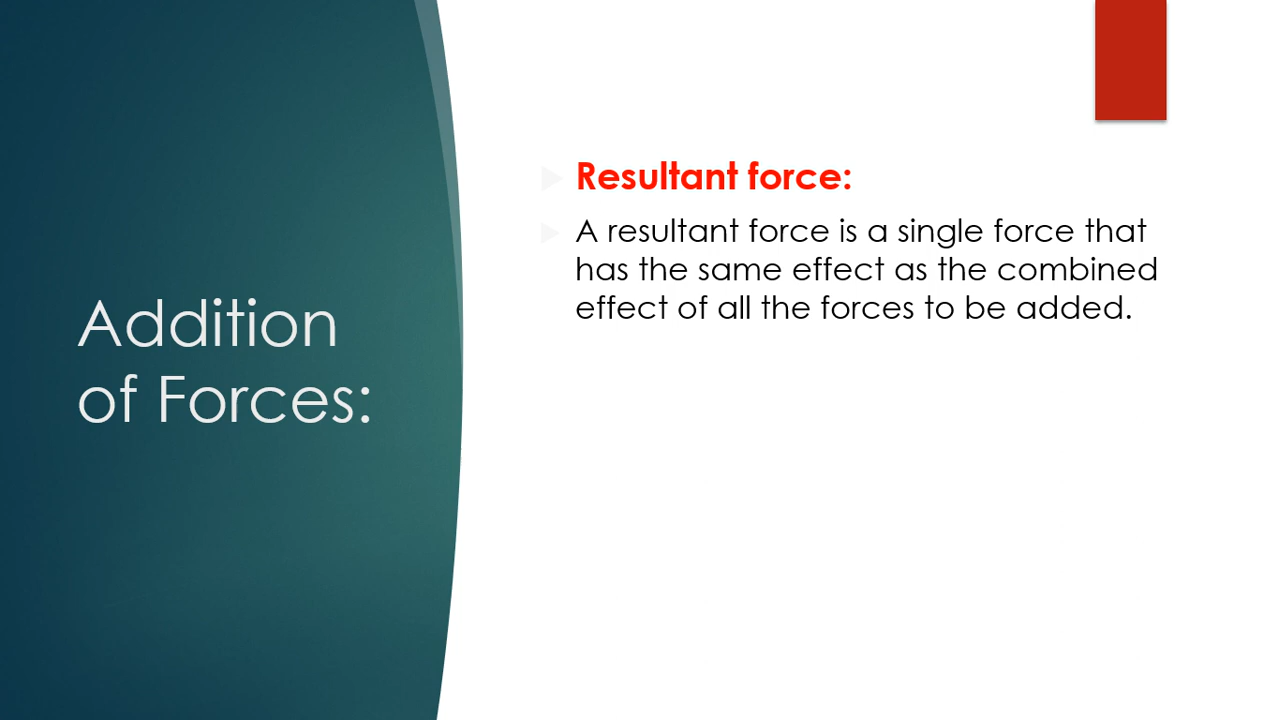 Addition
of Forces:
Resultant force:
A resultant force is a single force that
has the same effect as the combined
effect of all the forces to be added.